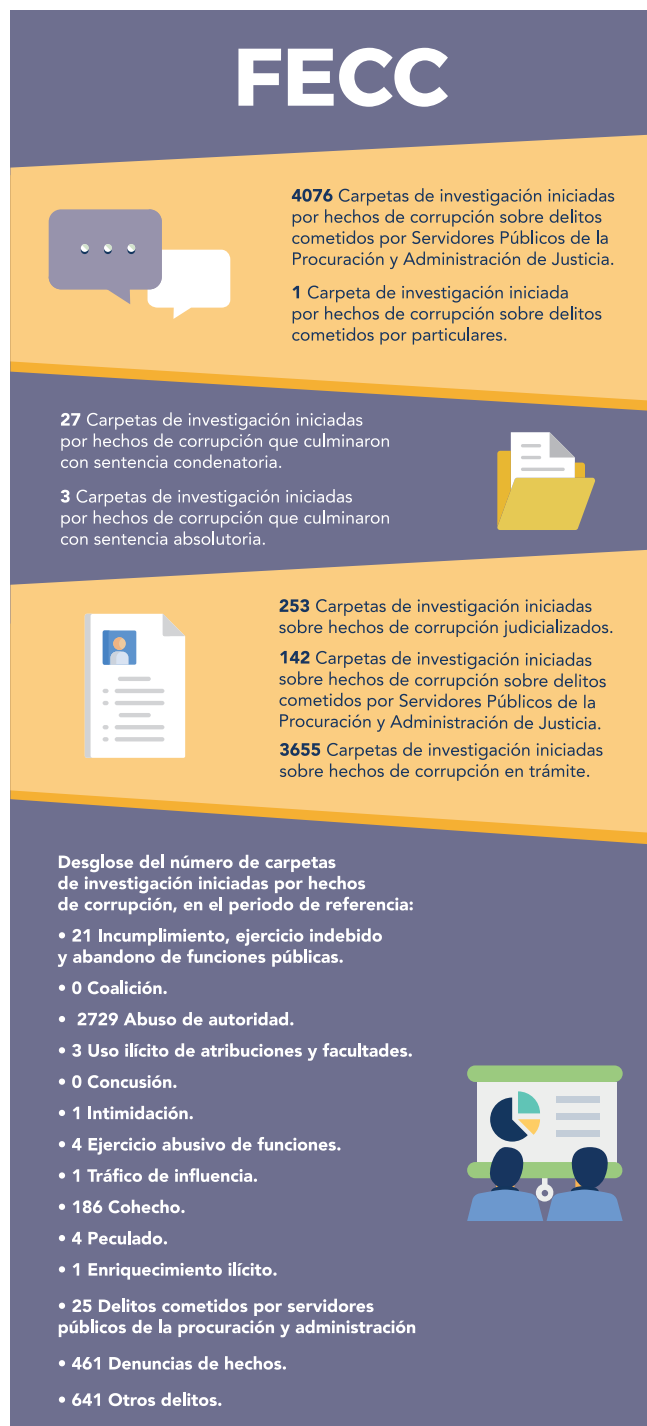 FECC
4076 Carpetas de investigación iniciadas
por hechos de corrupción sobre delitos
cometidos por Servidores Públicos de la
Procuración y Administración de Justicia.
1 Carpeta de investigación iniciada
por hechos de corrupción sobre delitos
cometidos por particulares.
27 Carpetas de investigación iniciadas
por hechos de corrupción que culminaron
con sentencia condenatoria.
3 Carpetas de investigación iniciadas
por hechos de corrupción que culminaron
con sentencia absolutoria.
253 Carpetas de investigación iniciadas
sobre hechos de corrupción judicializados.
142 Carpetas de investigación iniciadas
sobre hechos de corrupción sobre delitos
cometidos por Servidores Públicos de la
Procuración y Administración de Justicia.
3655 Carpetas de investigación iniciadas
sobre hechos de corrupción en trámite.
Desglose del número de carpetas
de investigación iniciadas por hechos
de corrupción, en el periodo de referencia:
• 21 Incumplimiento, ejercicio indebido
y abandono de funciones públicas.
• 0 Coalición.
• 2729 Abuso de autoridad.
• 3 Uso ilícito de atribuciones y facultades.
• 0 Concusión.
• 1 Intimidación.
• 4 Ejercicio abusivo de funciones.
• 1 Tráfico de influencia.
• 186 Cohecho.
• 4 Peculado.
• 1 Enriquecimiento ilícito.
• 25 Delitos cometidos por servidores
públicos de la procuración y administración
• 461 Denuncias de hechos.
• 641 Otros delitos.